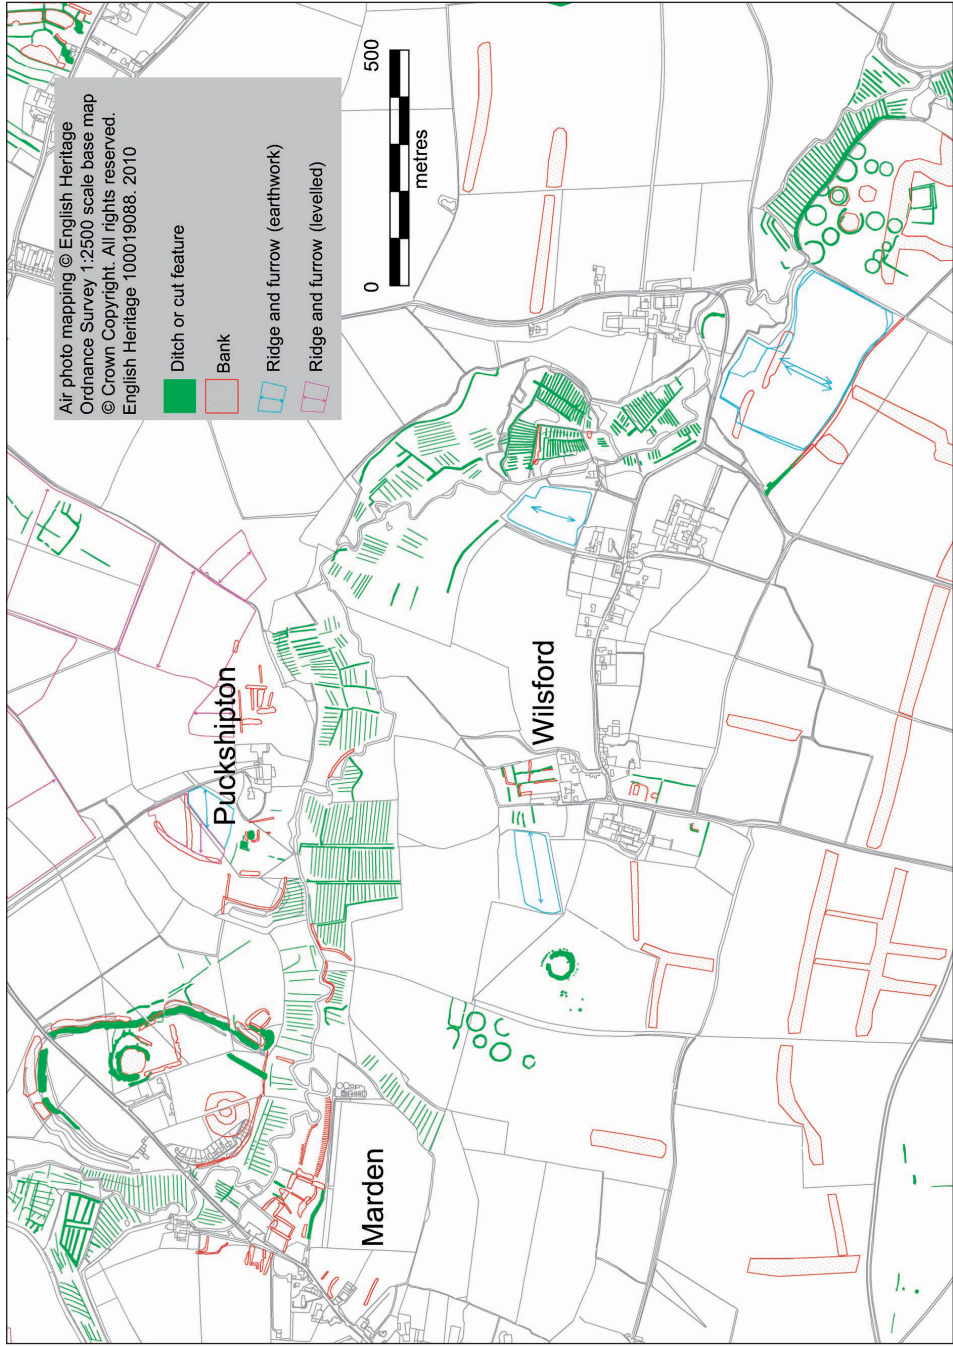 Air photo mapping © English Heritage
Ordnance Survey 1:2500 scale base map
© Crown Copyright. All rights reserved.
English Heritage 100019088. 2010
Ditch or cut feature
Bank
Ridge and furrow (earthwork)
Ridge and furrow (levelled)
0 500
metres
Marden
Puckshipton
Wilsford